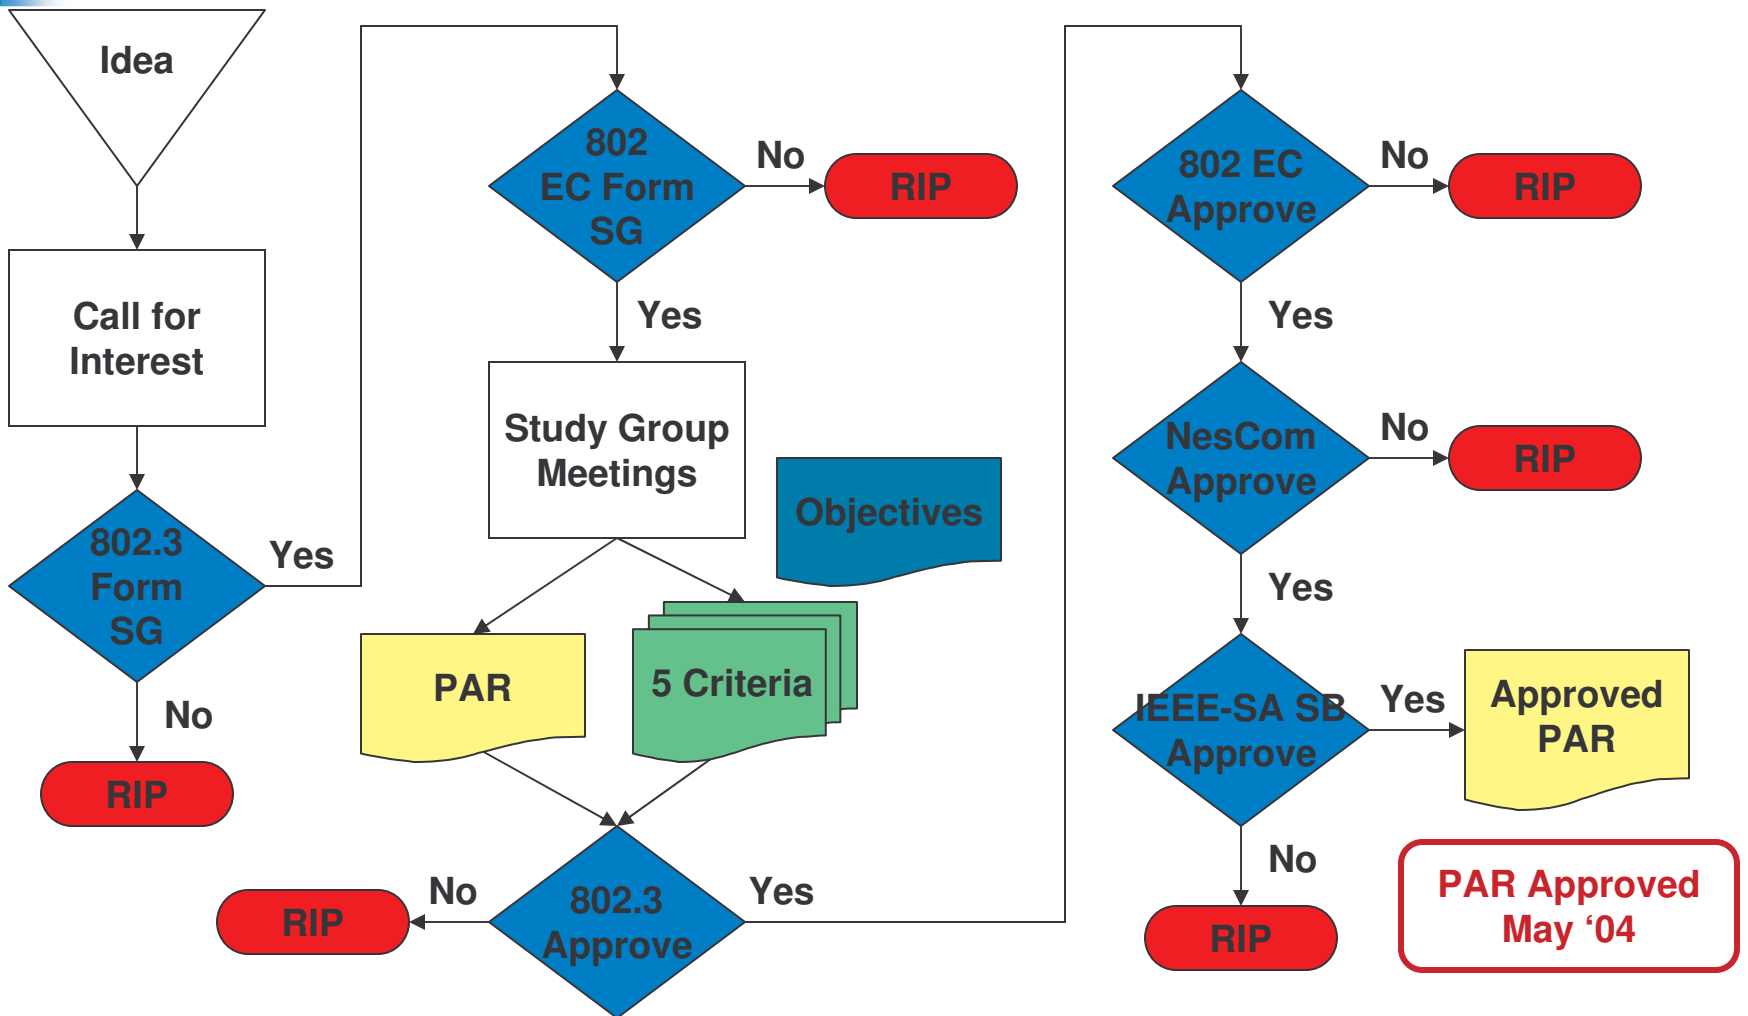 Idea
Call for
Interest
802.3
Form
SG
Yes
No
RIP
802
EC Form
SG
No
RIP
Yes
Study Group
Meetings
Objectives
PAR
5 Criteria
802.3
Approve
No
RIP
Yes
802 EC
Approve
No
RIP
Yes
NesCom
Approve
No
RIP
Yes
IEEE-SA SB
Approve
Yes
Approved
PAR
No
RIP
PAR Approved
May ‘04